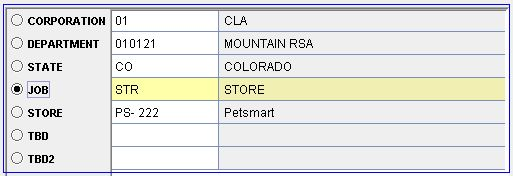 CORPORATION 01 CLA
DEPARTMENT 010121 MOUNTAIN RSA
STATE CO COLORADO
JOB STR STORE
STORE PS- 222 Petsmart
TBD
TBD2